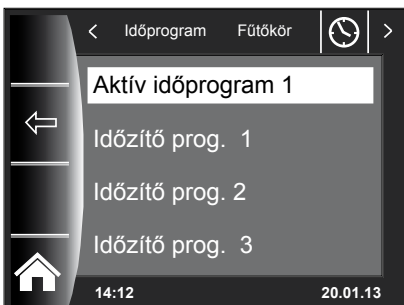 < Időprogram Fűtőkör >
Aktív időprogram 1
Időzítő prog. 1
Időzítő prog. 2
Időzítő prog. 3
14:12 20.01.13